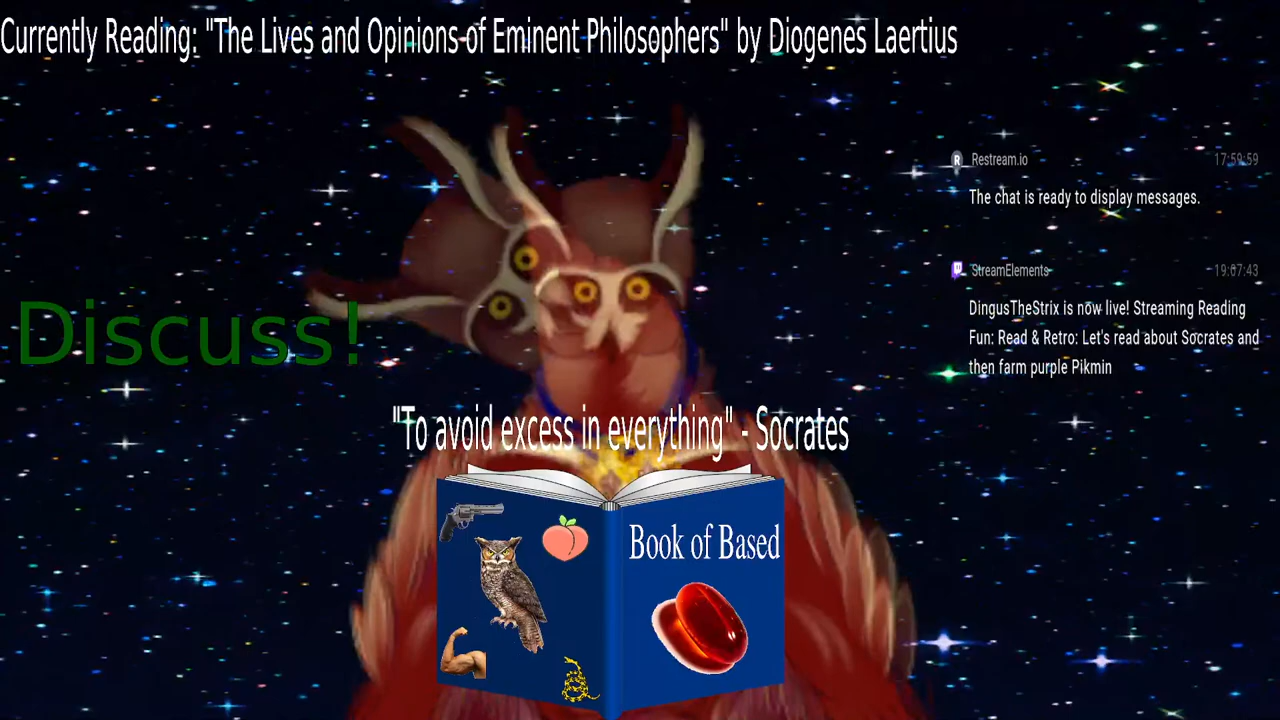 Currently Reading: "The Lives and Opinions of Eminent Philosophers" by Diogenes Laertius
R Restream.io 17:59:59
The chat is ready to display messages.
StreamElements 19:07:43
DingusTheStrix is now live! Streaming Reading
Fun: Read & Retro: Let's read about Socrates and
then farm purple Pikmin
Discuss!
"To avoid excess in everything" - Socrates
Book of Based